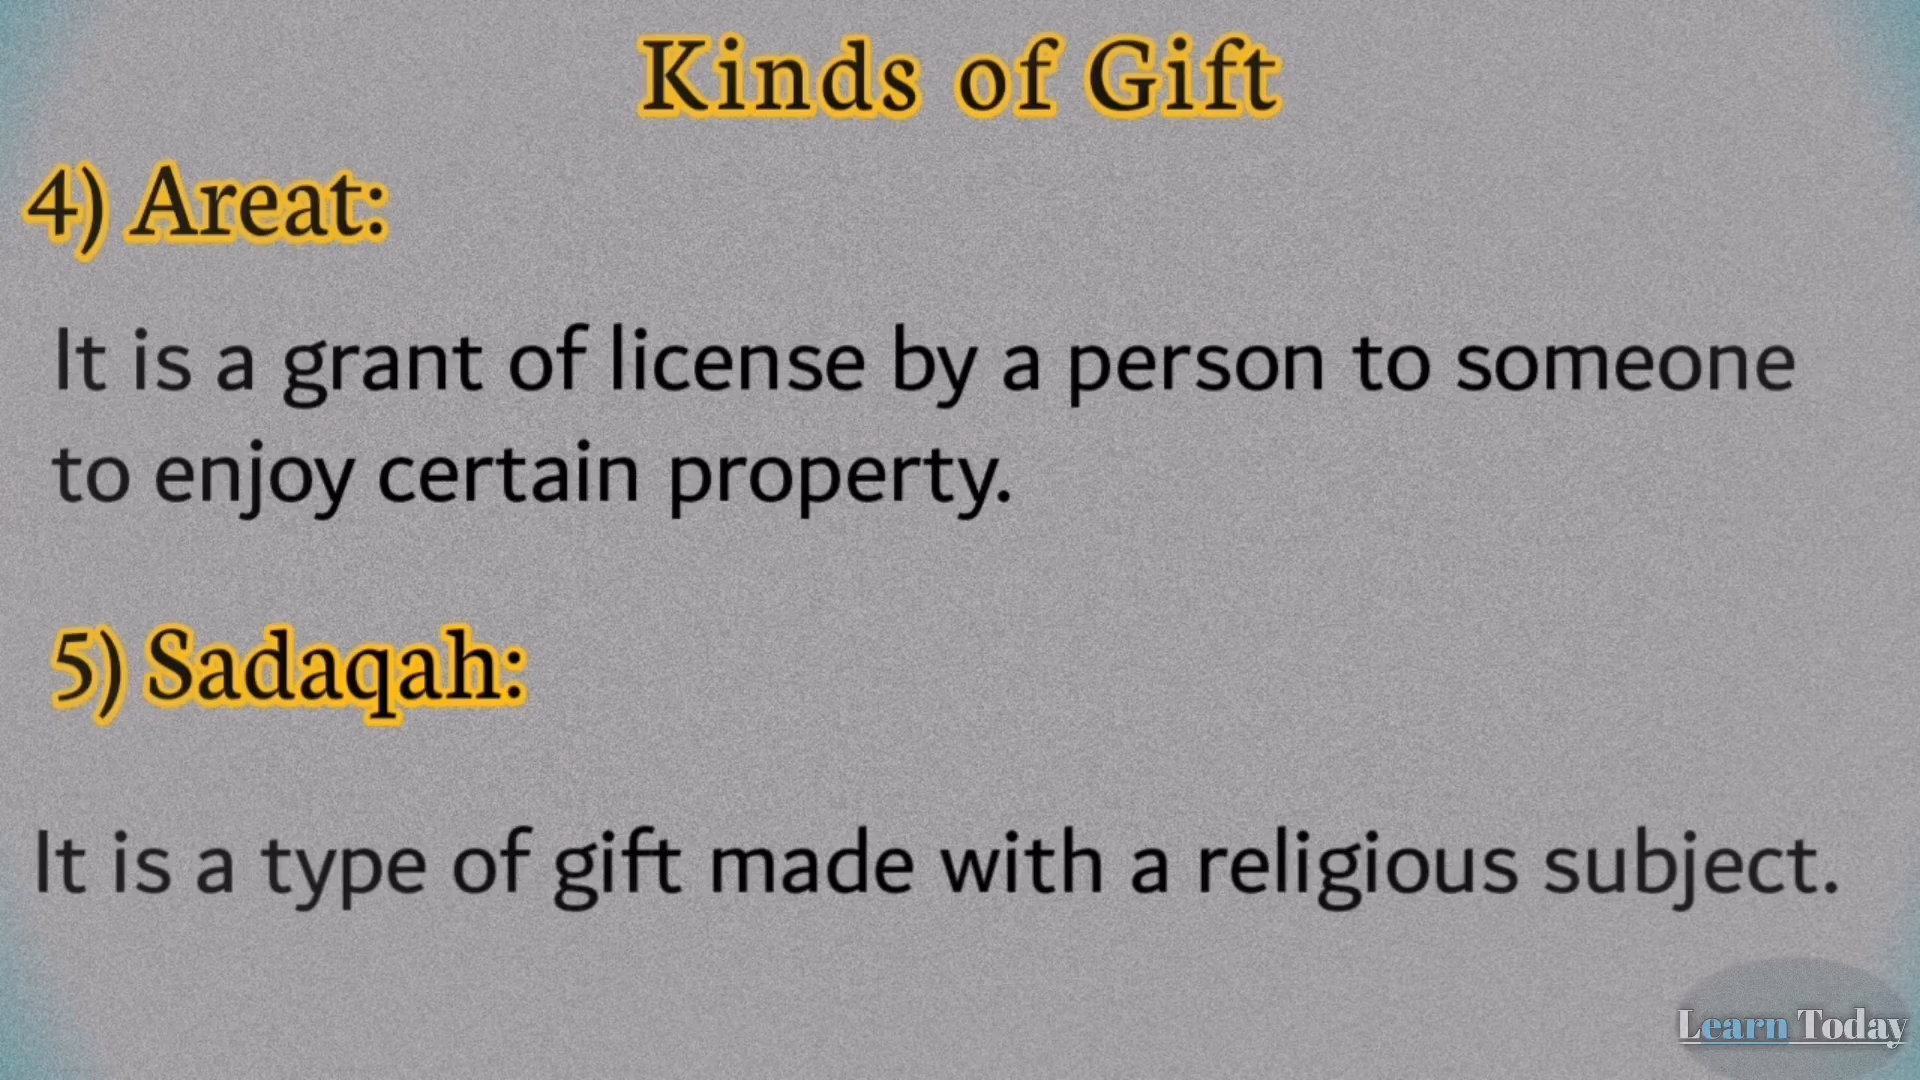 Kinds of Gift
4) Areat:
It is a grant of license by a person to someone
to enjoy certain property.
5) Sadaqah:
It is a type of gift made with a religious subject.
Learn Today